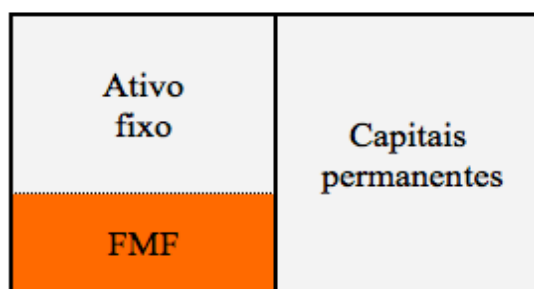 Ativo
fixo
FMF
Capitais
permanentes